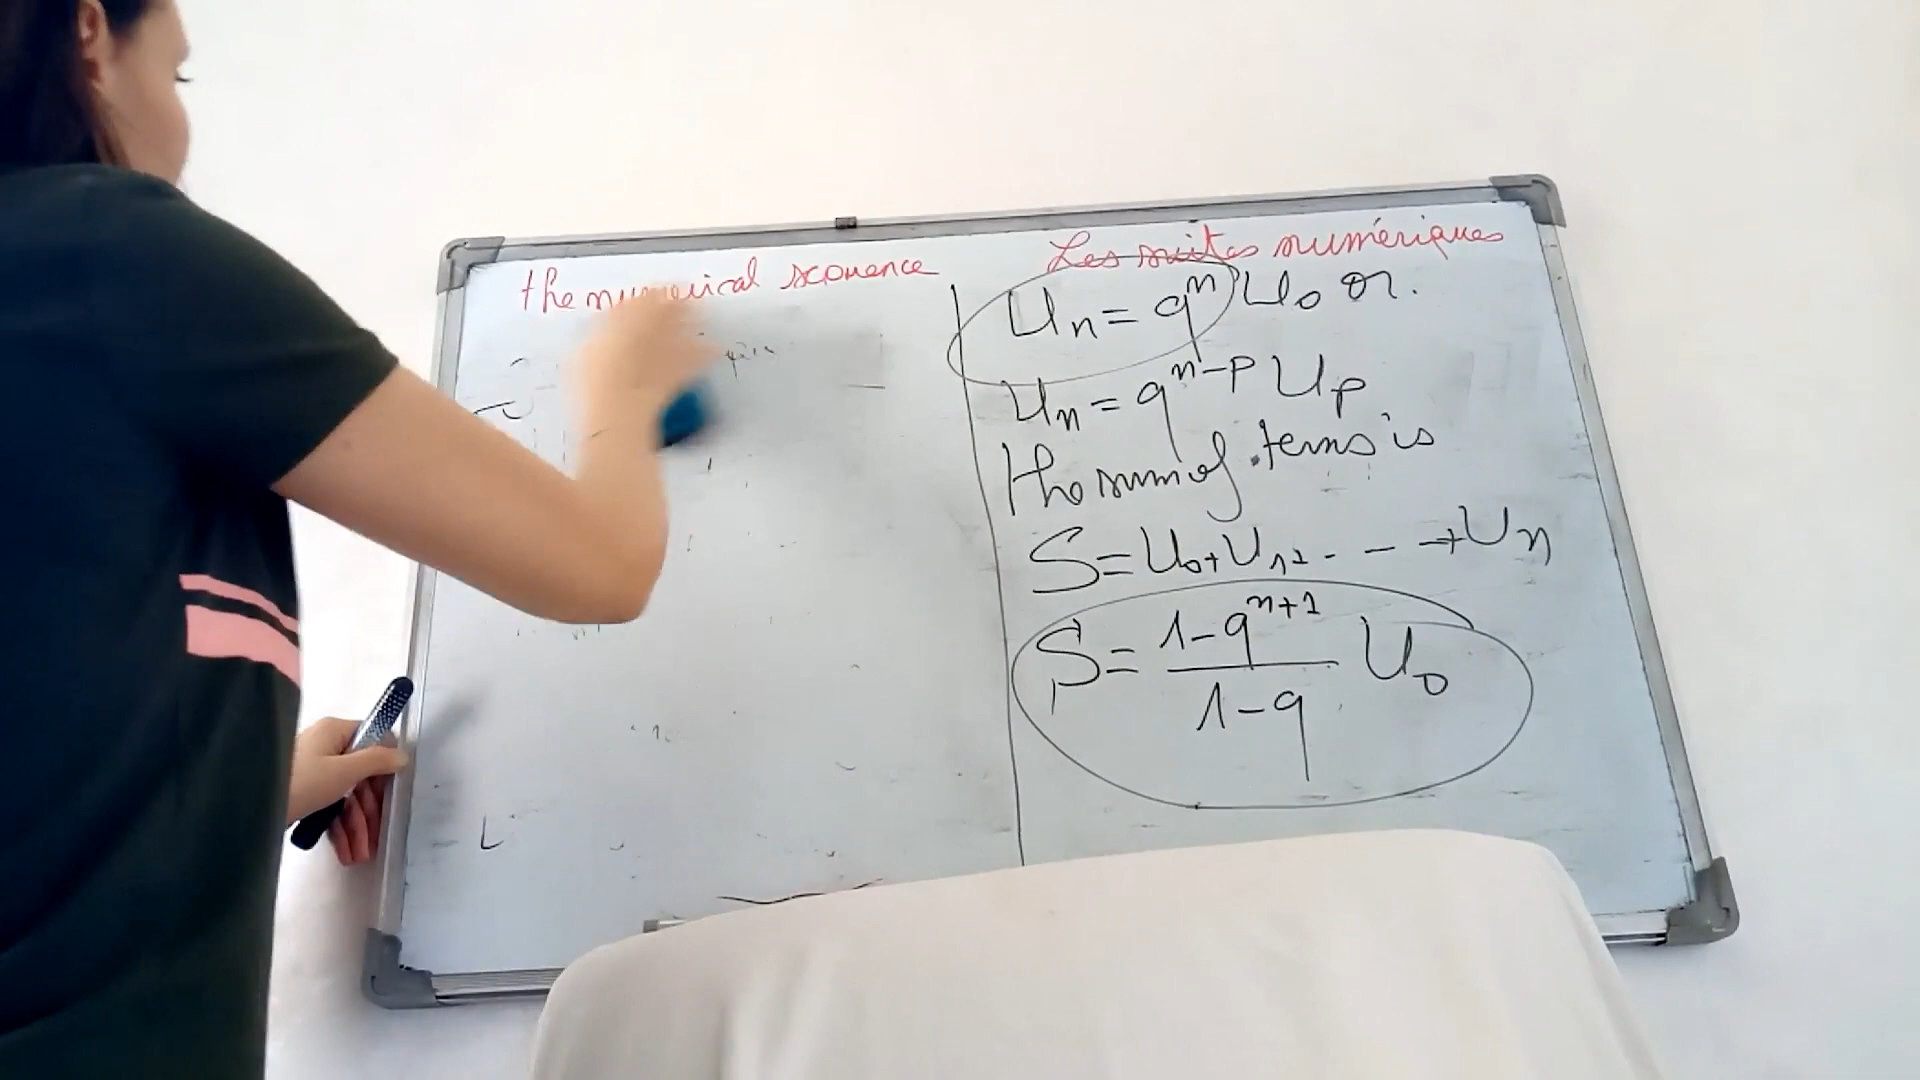 the numerical scouence
Les suites numériques
Un = q^n U0 or.
Un = q^n-p Up
the sum of terms is
S = U0 + U1 + - - - + Un
S = 1-q^n+1 / 1-q U0